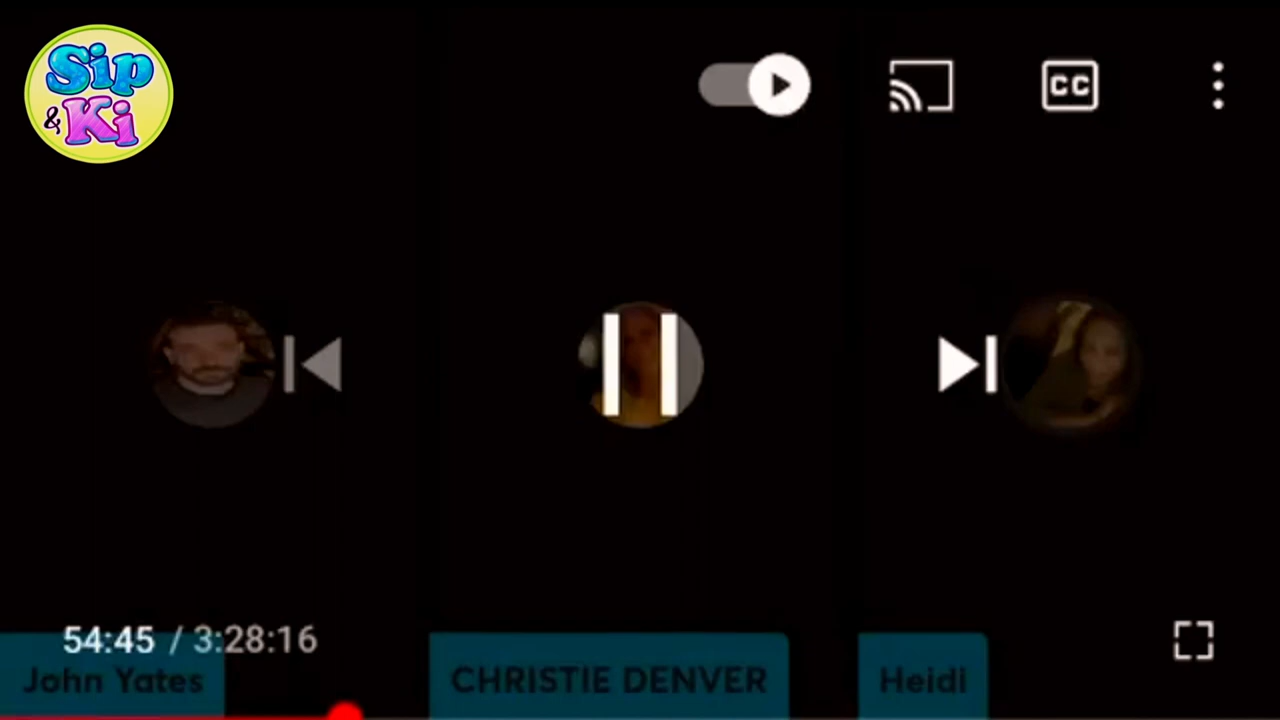 Sip
& Ki
CC
54:45 / 3:28:16
John Yates
CHRISTIE DENVER
Heidi